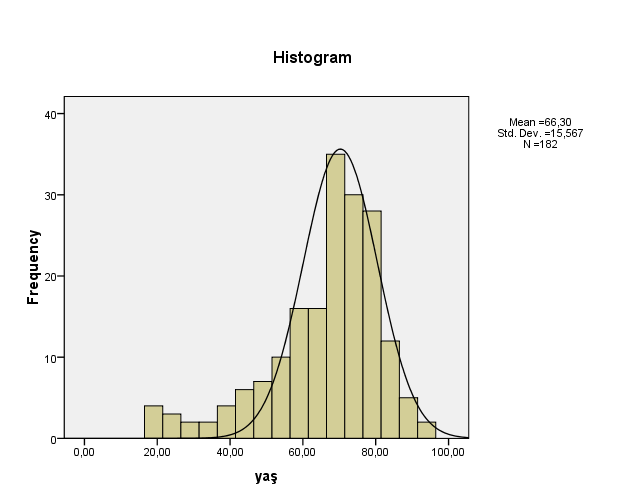 Histogram
Mean =66,30
Std. Dev. =15,567
N =182
Frequency
40
30
20
10
0
0,00 20,00 40,00 60,00 80,00 100,00
yaş